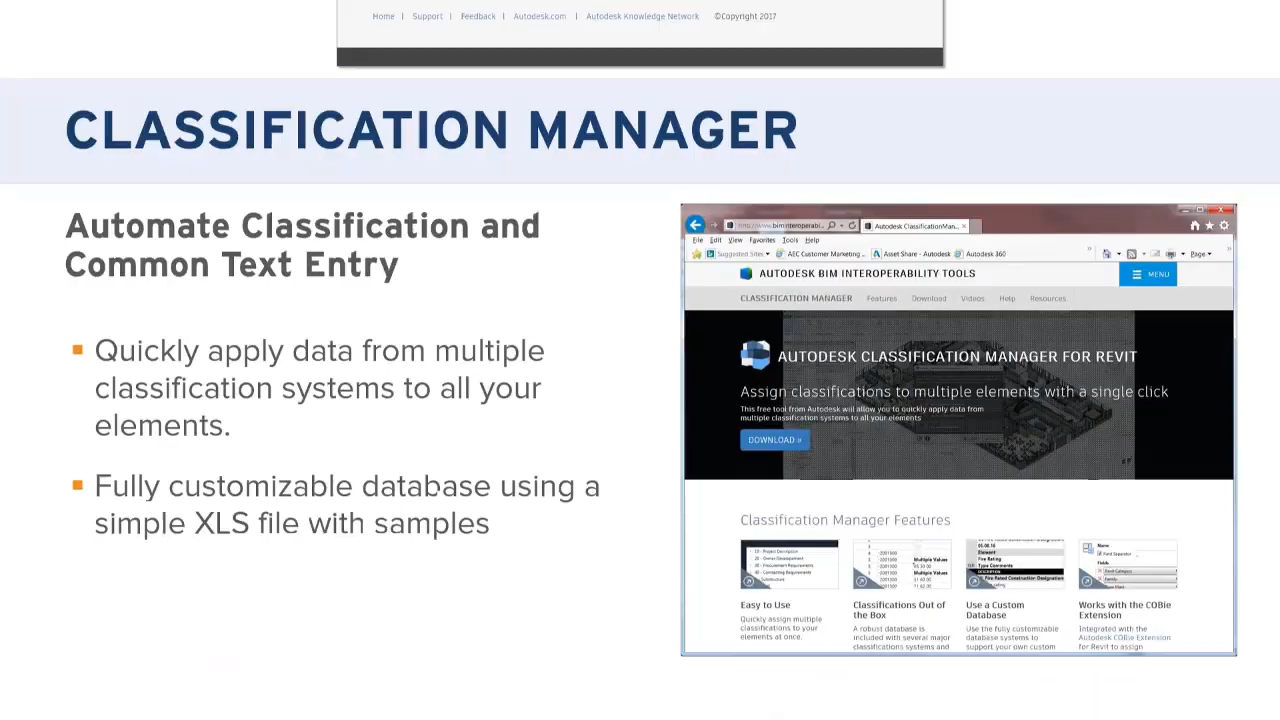 Home | Support | Feedback | Autodesk.com | Autodesk Knowledge Network ©Copyright 2017
CLASSIFICATION MANAGER
Automate Classification and
Common Text Entry
Quickly apply data from multiple
classification systems to all your
elements.
Fully customizable database using a
simple XLS file with samples
Autodesk ClassificationMan...
File Edit View Favorites Tools Help
Suggested Sites AEC Customer Marketing... Asset Share - Autodesk Autodesk 360
Page
AUTODESK BIM INTEROPERABILITY TOOLS
MENU
CLASSIFICATION MANAGER Features Download Videos Help Resources
AUTODESK CLASSIFICATION MANAGER FOR REVIT
Assign classifications to multiple elements with a single click
This free tool from Autodesk will allow you to quickly apply data from
multiple classification systems to all your elements
DOWNLOAD »
Classification Manager Features
Easy to Use
Quickly assign multiple
classifications to your
elements at once.
Classifications Out of
the Box
A robust database is
included with several major
classifications systems and
Use a Custom
Database
Use the fully customizable
database systems to
support your own custom
Works with the COBie
Extension
Integrated with the
Autodesk COBie Extension
for Revit to assign